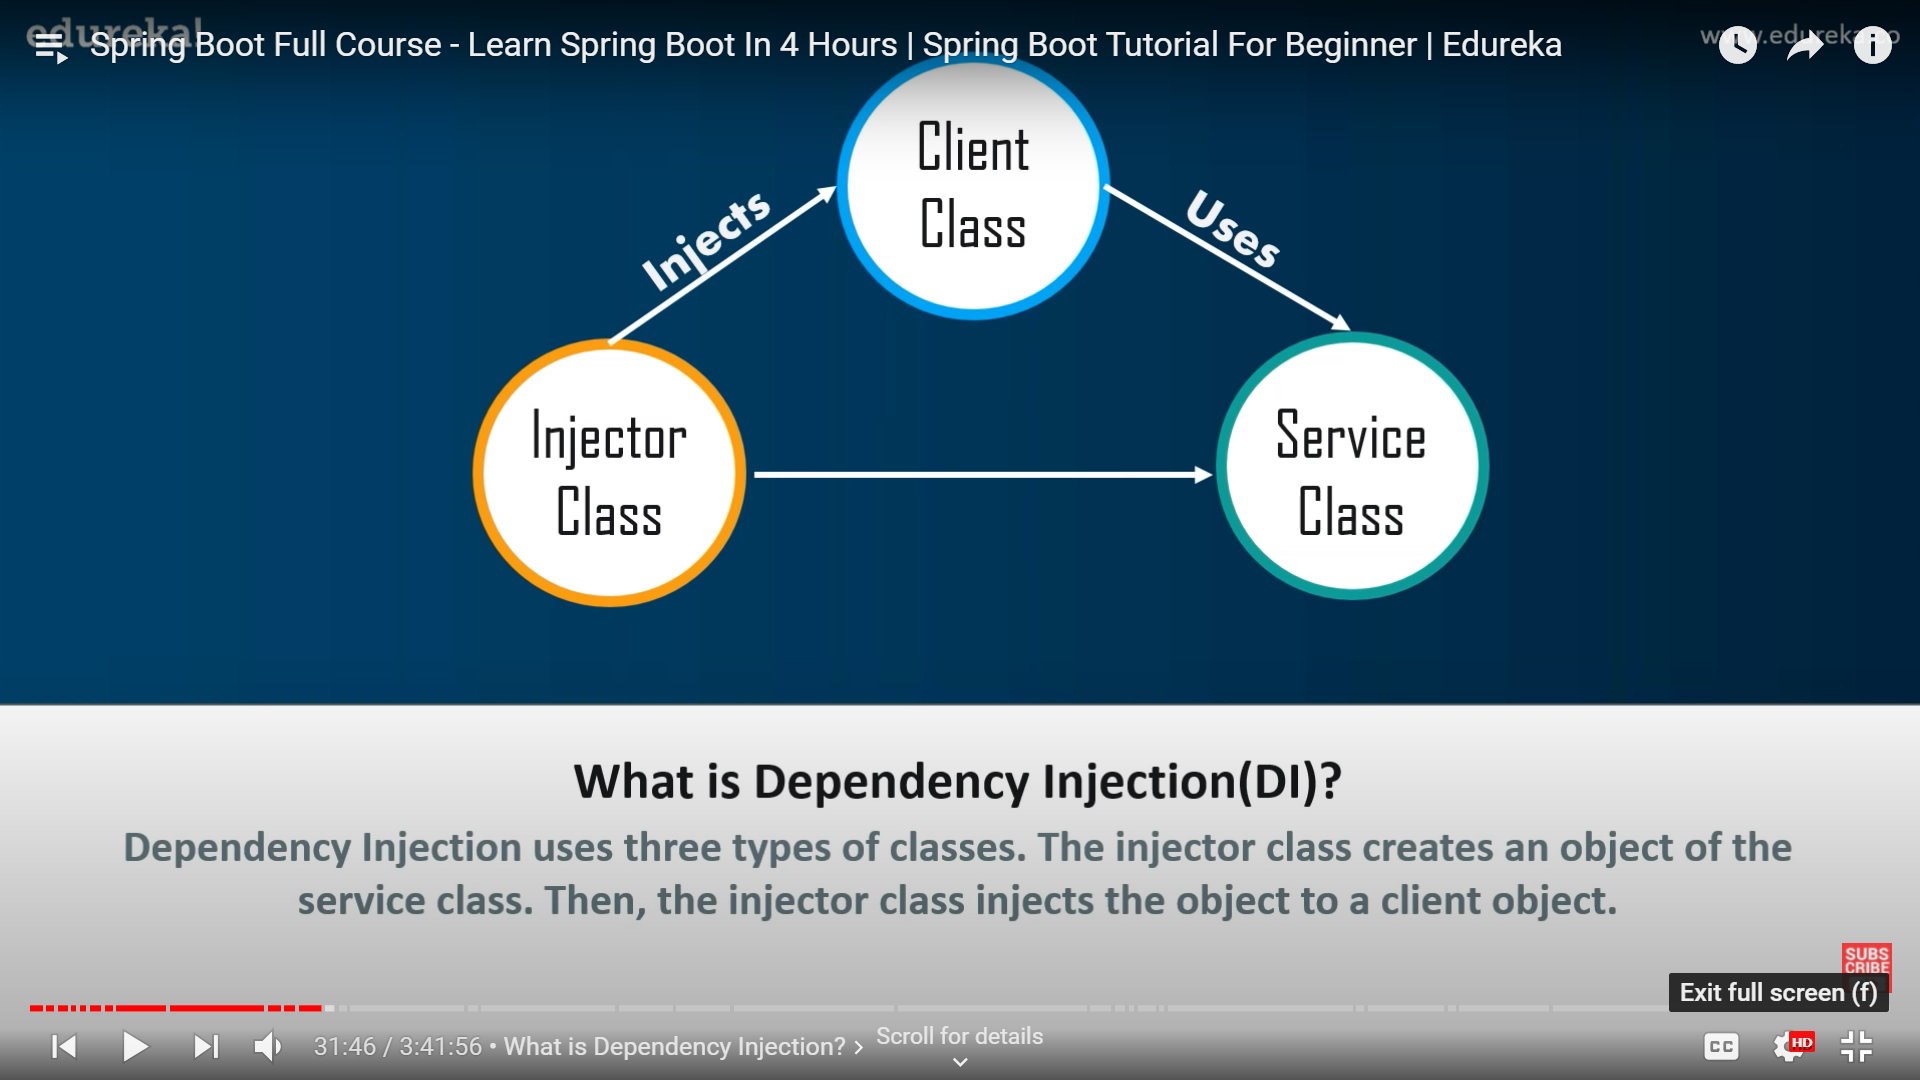 edureka!
www.edureka.co
Spring Boot Full Course - Learn Spring Boot In 4 Hours | Spring Boot Tutorial For Beginner | Edureka
Client
Class
Injects
Uses
Injector
Class
Service
Class
What is Dependency Injection(DI)?
Dependency Injection uses three types of classes. The injector class creates an object of the
service class. Then, the injector class injects the object to a client object.
SUBS
CRIBE
Exit full screen (f)
31:46 / 3:41:56 • What is Dependency Injection? >
Scroll for details
CC
HD